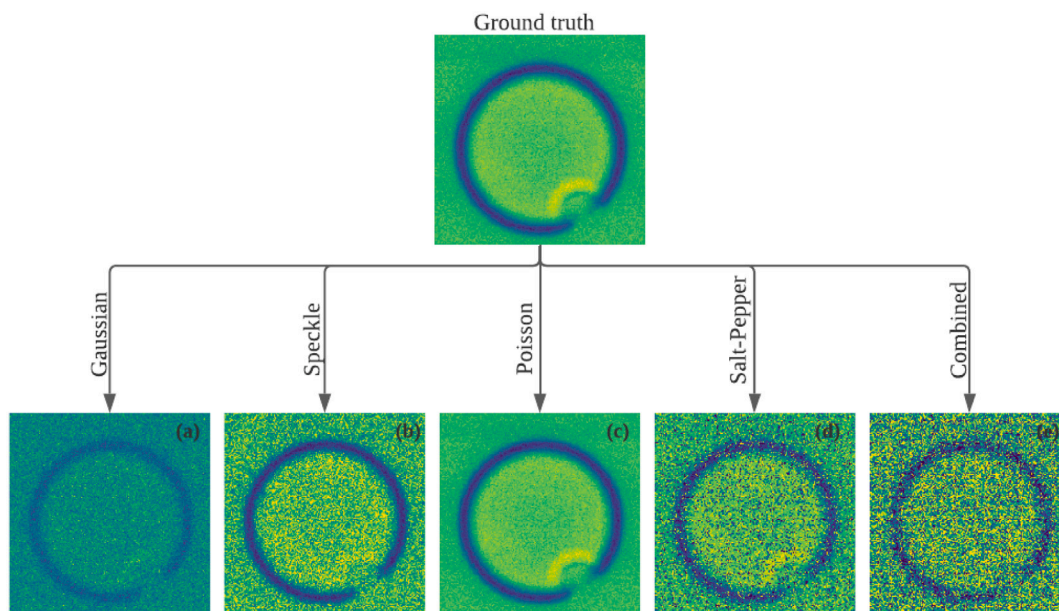 Ground truth
Gaussian
Speckle
Poisson
Salt-Pepper
Combined
(a)
(b)
(c)
(d)
(e)